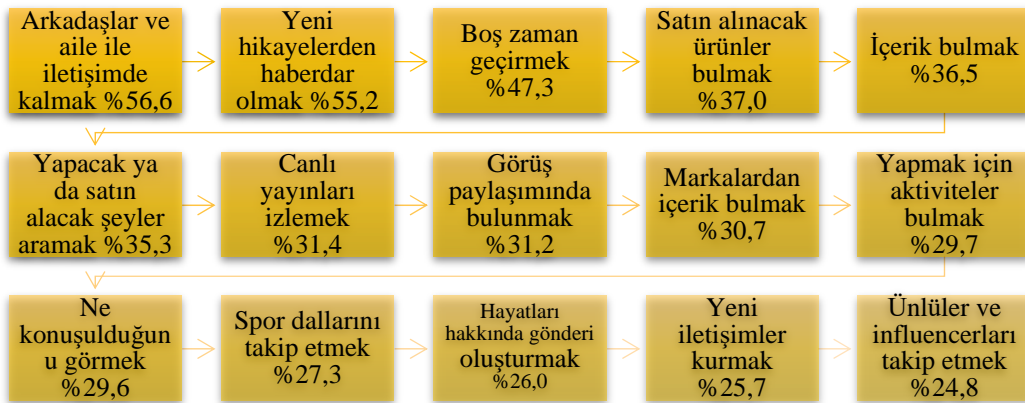 Arkadaşlar ve
aile ile
iletişimde
kalmak %56,6
Yeni
hikayelerden
haberdar
olmak %55,2
Boş zaman
geçirmek
%47,3
Satın alınacak
ürünler
bulmak
%37,0
İçerik bulmak
%36,5
Yapacak ya
da satın
alacak şeyler
aramak %35,3
Canlı
yayınları
izlemek
%31,4
Görüş
paylaşımında
bulunmak
%31,2
Markalardan
içerik bulmak
%30,7
Yapmak için
aktiviteler
bulmak
%29,7
Ne
konuşulduğun
u görmek
%29,6
Spor dallarını
takip etmek
%27,3
Hayatları
hakkında gönderi
oluşturmak
%26,0
Yeni
iletişimler
kurmak
%25,7
Ünlüler ve
influencerları
takip etmek
%24,8